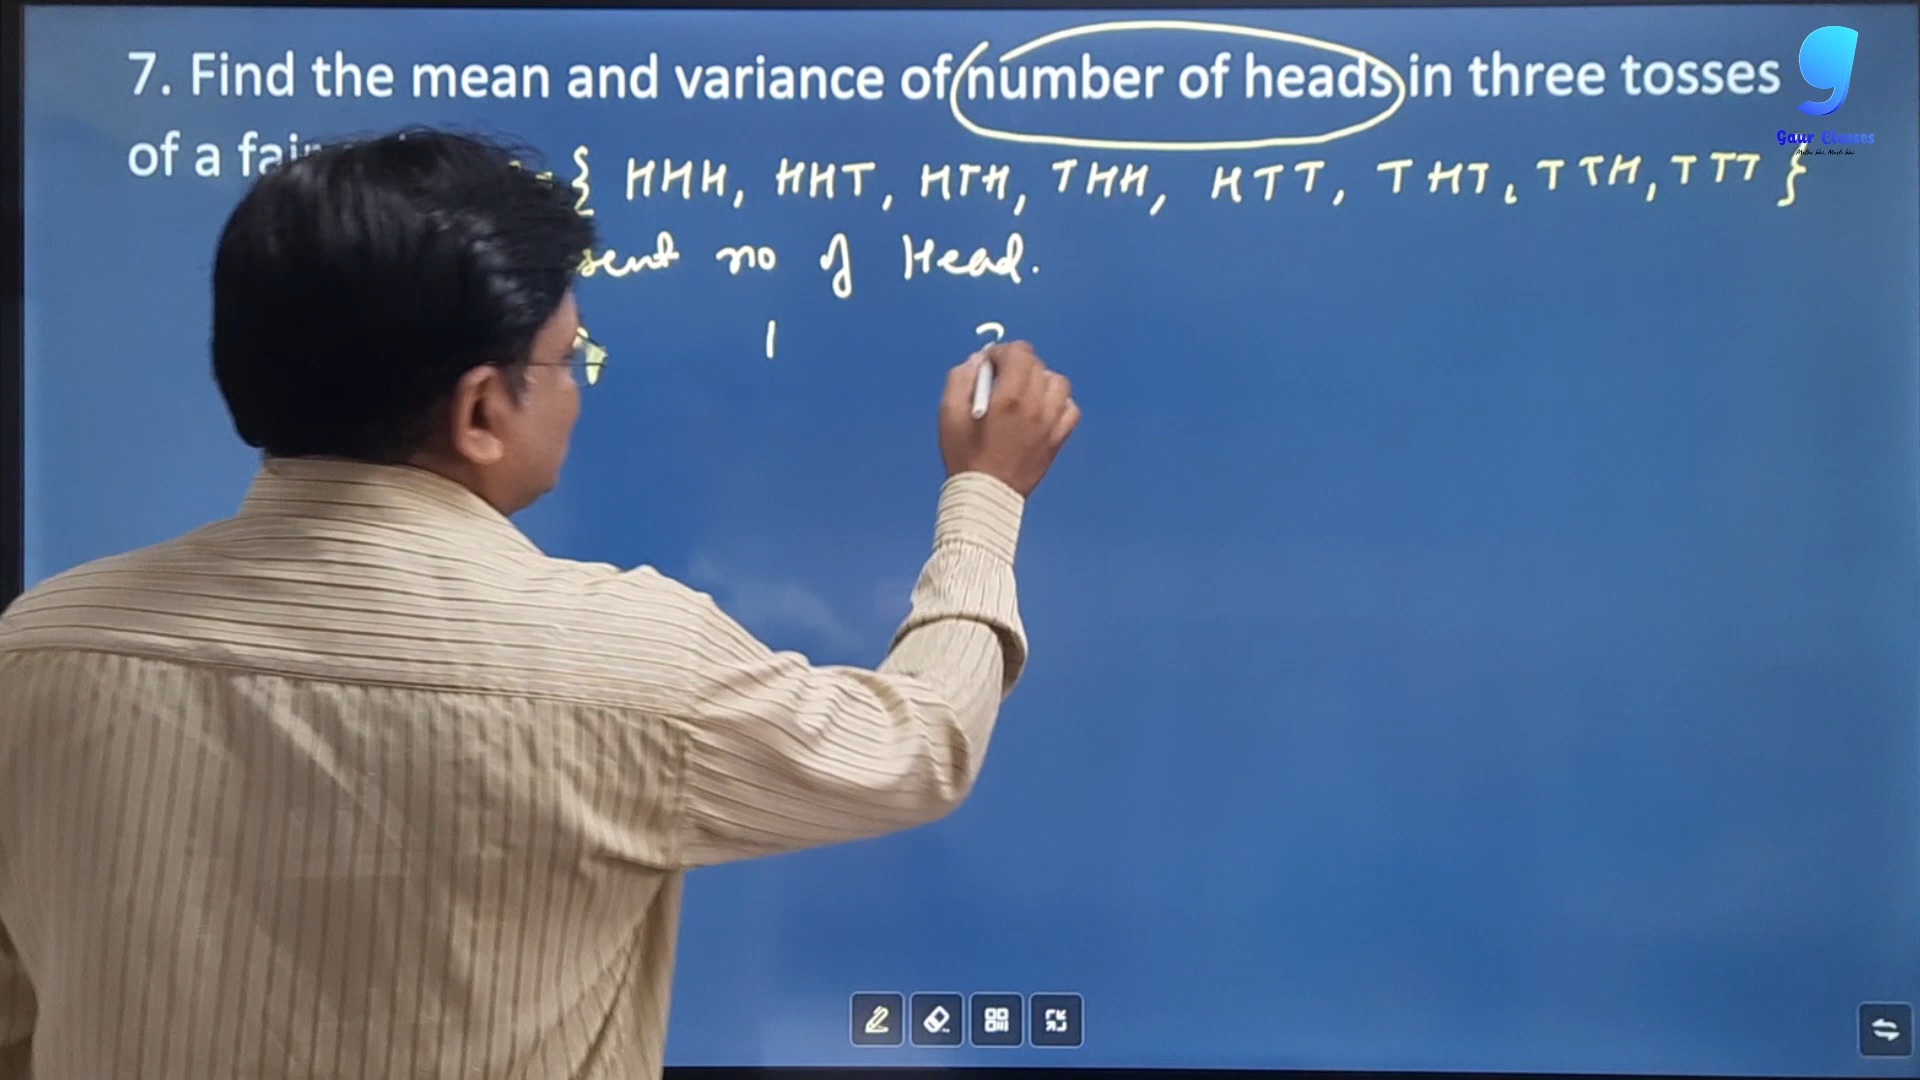 7. Find the mean and variance of number of heads in three tosses
of a fair
{ HHH, HHT, HTH, THH, HTT, THT, TTH, TTT }
sent no of Head.
1
Gaur Classes